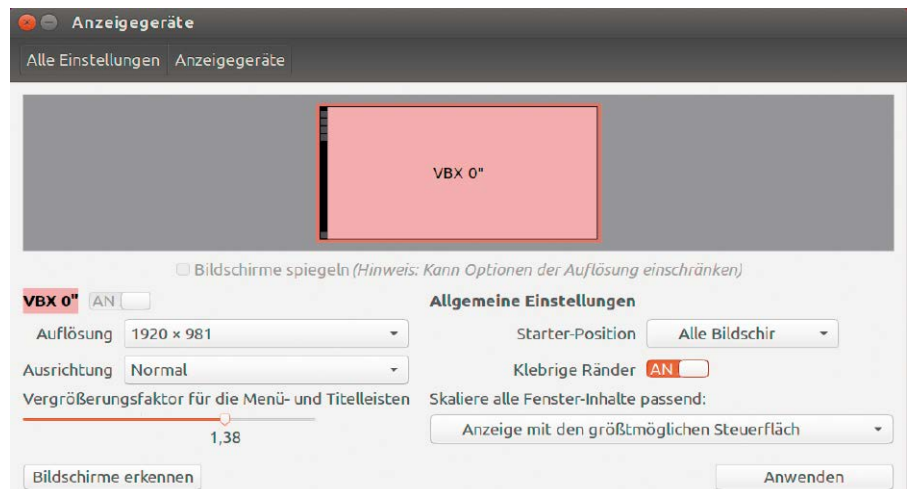 Anzeigegeräte
Alle Einstellungen Anzeigegeräte
VBX 0"
Bildschirme spiegeln (Hinweis: Kann Optionen der Auflösung einschränken)
VBX 0" AN
Auflösung 1920 × 981
Ausrichtung Normal
Vergrößerungsfaktor für die Menü- und Titelleisten
1,38
Bildschirme erkennen
Allgemeine Einstellungen
Starter-Position Alle Bildschir
Klebrige Ränder AN
Skaliere alle Fenster-Inhalte passend:
Anzeige mit den größtmöglichen Steuerfläch
Anwenden